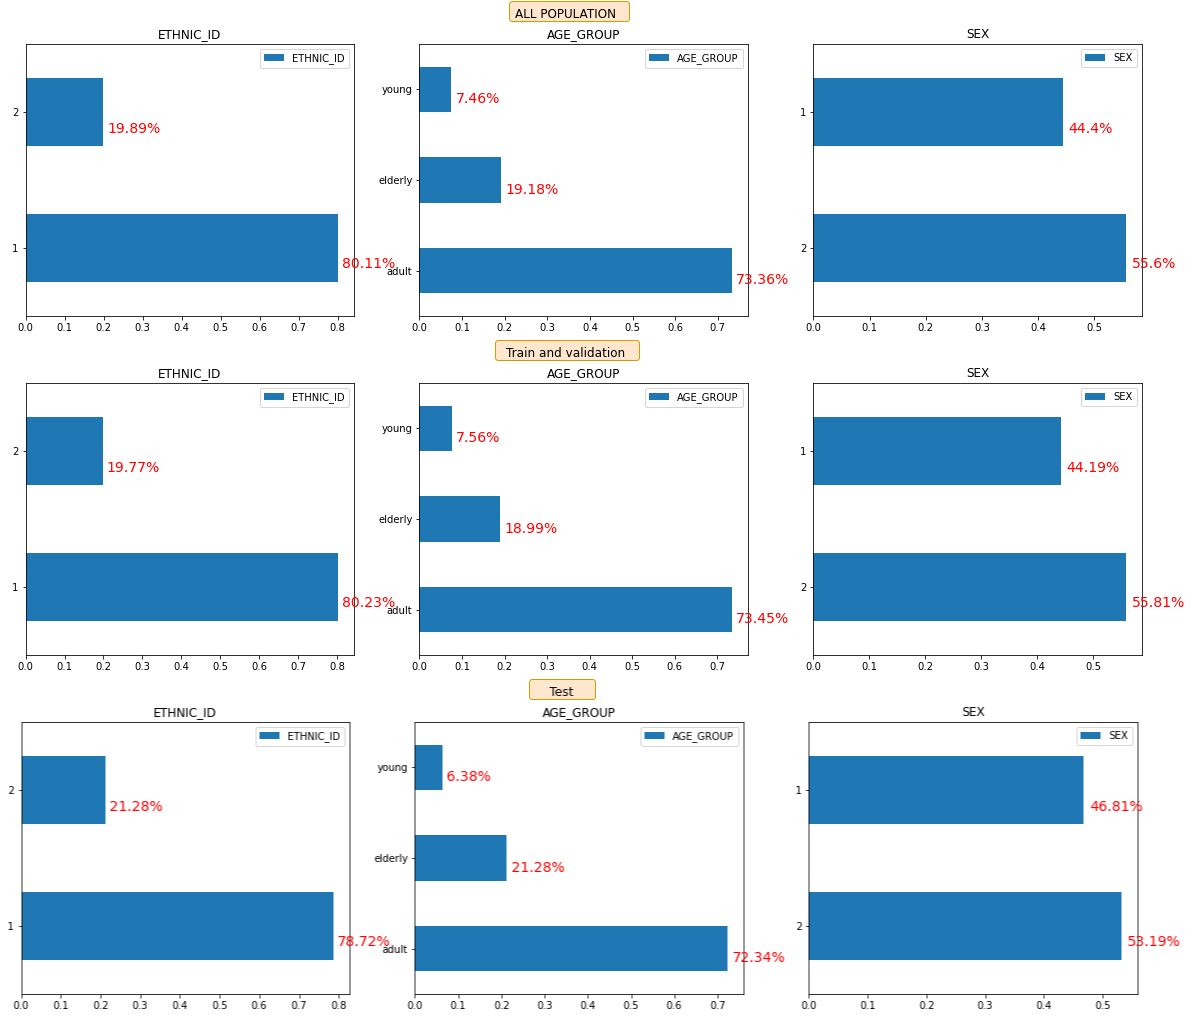 ALL POPULATION
ETHNIC_ID
ETHNIC_ID
2
19.89%
1
80.11%
0.0 0.1 0.2 0.3 0.4 0.5 0.6 0.7 0.8
AGE_GROUP
AGE_GROUP
young
7.46%
elderly
19.18%
adult
73.36%
0.0 0.1 0.2 0.3 0.4 0.5 0.6 0.7
SEX
SEX
1
44.4%
2
55.6%
0.0 0.1 0.2 0.3 0.4 0.5
Train and validation
ETHNIC_ID
ETHNIC_ID
2
19.77%
1
80.23%
0.0 0.1 0.2 0.3 0.4 0.5 0.6 0.7 0.8
AGE_GROUP
AGE_GROUP
young
7.56%
elderly
18.99%
adult
73.45%
0.0 0.1 0.2 0.3 0.4 0.5 0.6 0.7
SEX
SEX
1
44.19%
2
55.81%
0.0 0.1 0.2 0.3 0.4 0.5
Test
ETHNIC_ID
ETHNIC_ID
2
21.28%
1
78.72%
0.0 0.1 0.2 0.3 0.4 0.5 0.6 0.7 0.8
AGE_GROUP
AGE_GROUP
young
6.38%
elderly
21.28%
adult
72.34%
0.0 0.1 0.2 0.3 0.4 0.5 0.6 0.7
SEX
SEX
1
46.81%
2
53.19%
0.0 0.1 0.2 0.3 0.4 0.5